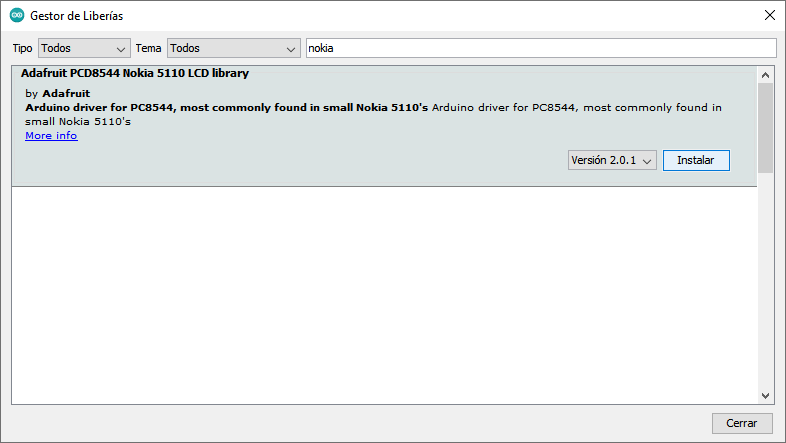 Gestor de Liberías
Tipo Todos Tema Todos nokia
Adafruit PCD8544 Nokia 5110 LCD library
by Adafruit
Arduino driver for PC8544, most commonly found in small Nokia 5110's Arduino driver for PC8544, most commonly found in
small Nokia 5110's
More info
Versión 2.0.1 Instalar
Cerrar